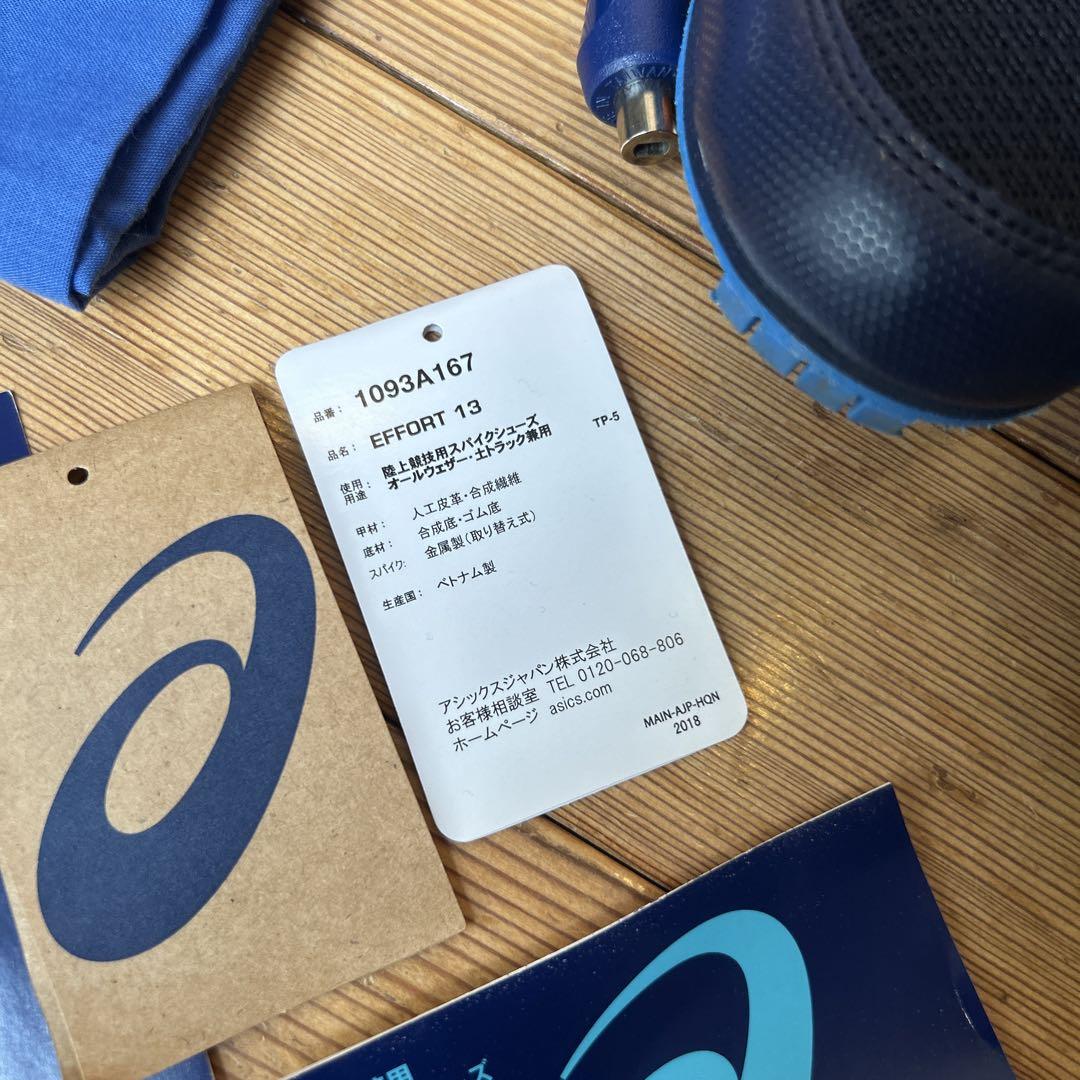 品番: 1093A167
品名: EFFORT 13
使用: 用途 陸上競技用スパイクシューズ TP-5
オールウェザー・土トラック兼用
甲材: 人工皮革・合成繊維
底材: 合成底・ゴム底
スパイク: 金属製(取り替え式)
生産国: ベトナム製
アシックスジャパン株式会社
お客様相談室 TEL 0120-068-806
ホームページ asics.com
MAIN-AJP-HQN
2018
用 ズ